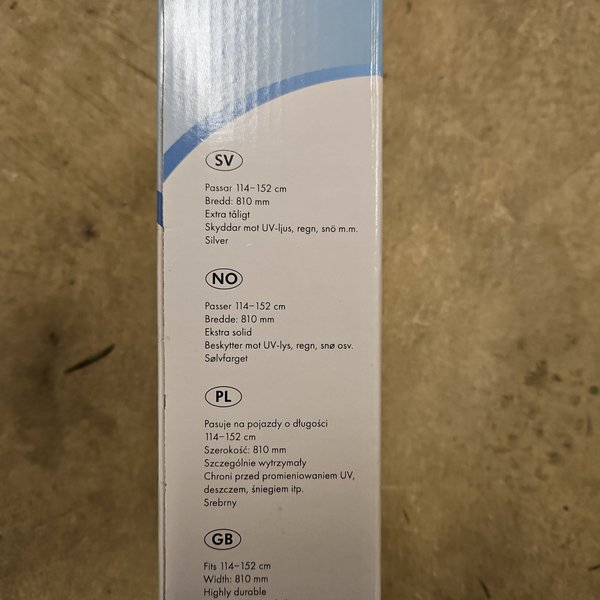 SV
Passar 114–152 cm
Bredd: 810 mm
Extra tåligt
Skyddar mot UV-ljus, regn, snö m.m.
Silver
NO
Passer 114–152 cm
Bredde: 810 mm
Ekstra solid
Beskytter mot UV-lys, regn, snø osv.
Sølvfarget
PL
Pasuje na pojazdy o długości
114–152 cm
Szerokość: 810 mm
Szczególnie wytrzymały
Chroni przed promieniowaniem UV,
deszczem, śniegiem itp.
Srebrny
GB
Fits 114–152 cm
Width: 810 mm
Highly durable